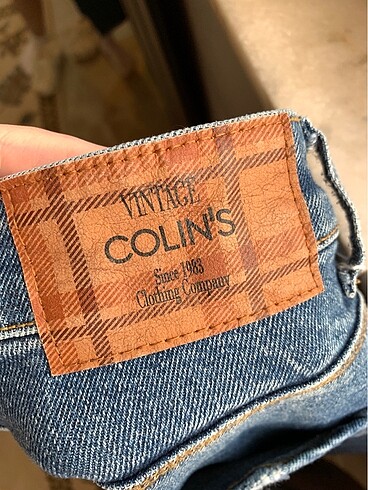 VINTAGE
COLIN'S
Since 1983
Clothing Company